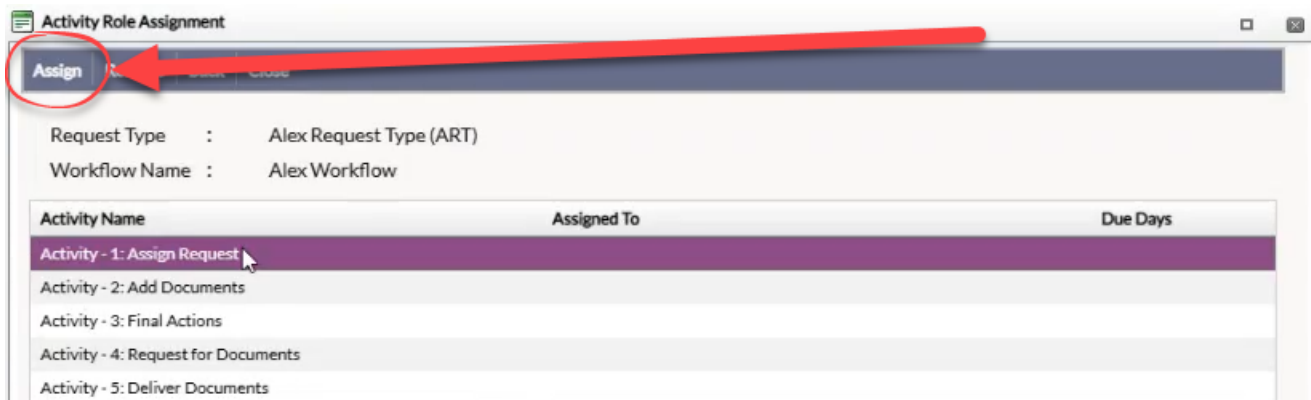 Activity Role Assignment
Assign Back Close
Request Type : Alex Request Type (ART)
Workflow Name : Alex Workflow
Activity Name Assigned To Due Days
Activity - 1: Assign Request
Activity - 2: Add Documents
Activity - 3: Final Actions
Activity - 4: Request for Documents
Activity - 5: Deliver Documents